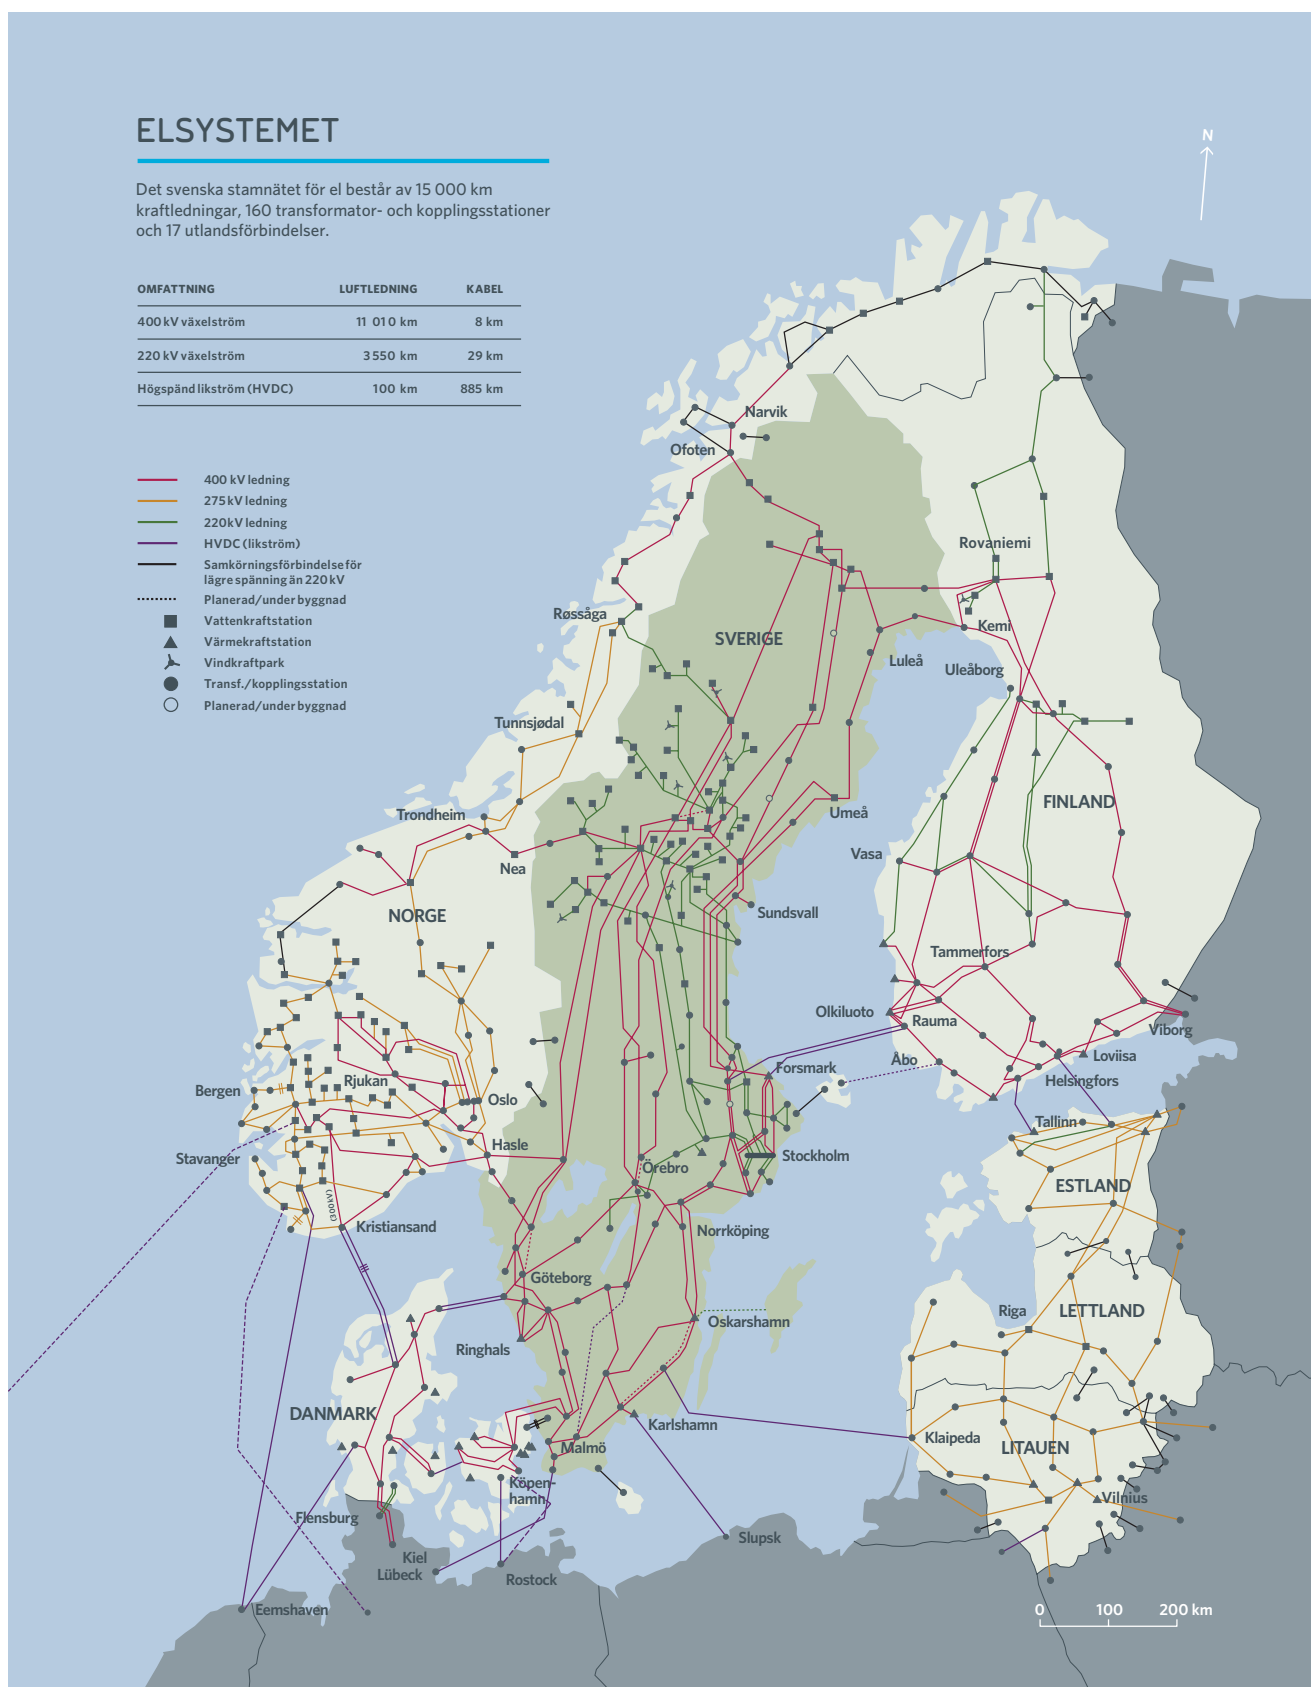 ELSYSTEMET
Det svenska stamnätet för el består av 15 000 km
kraftledningar, 160 transformator- och kopplingsstationer
och 17 utlandsförbindelser.
OMFATTNING LUFTLEDNING KABEL
400 kV växelström 11 010 km 8 km
220 kV växelström 3 550 km 29 km
Högspänd likström (HVDC) 100 km 885 km
400 kV ledning
275 kV ledning
220 kV ledning
HVDC (likström)
Samkörningsförbindelse för
lägre spänning än 220 kV
Planerad/under byggnad
Vattenkraftstation
Värmekraftstation
Vindkraftpark
Transf./kopplingsstation
Planerad/under byggnad
N
Narvik
Ofoten
Rovaniemi
Røssåga
Kemi
SVERIGE
Luleå
Uleåborg
Tunnsjødal
FINLAND
Trondheim
Umeå
Vasa
Nea
NORGE
Sundsvall
Tammerfors
Olkiluoto
Rauma
Viborg
Åbo
Loviisa
Forsmark
Helsingfors
Rjukan
Bergen
Oslo
Tallinn
Hasle
Stavanger
Örebro
Stockholm
ESTLAND
(300kV)
Kristiansand
Norrköping
Göteborg
Riga
LETTLAND
Oskarshamn
Ringhals
DANMARK
Karlshamn
Klaipeda
LITAUEN
Malmö
Köpen-
hamn
Vilnius
Flensburg
Slupsk
Kiel
Lübeck
Rostock
Eemshaven
0 100 200 km